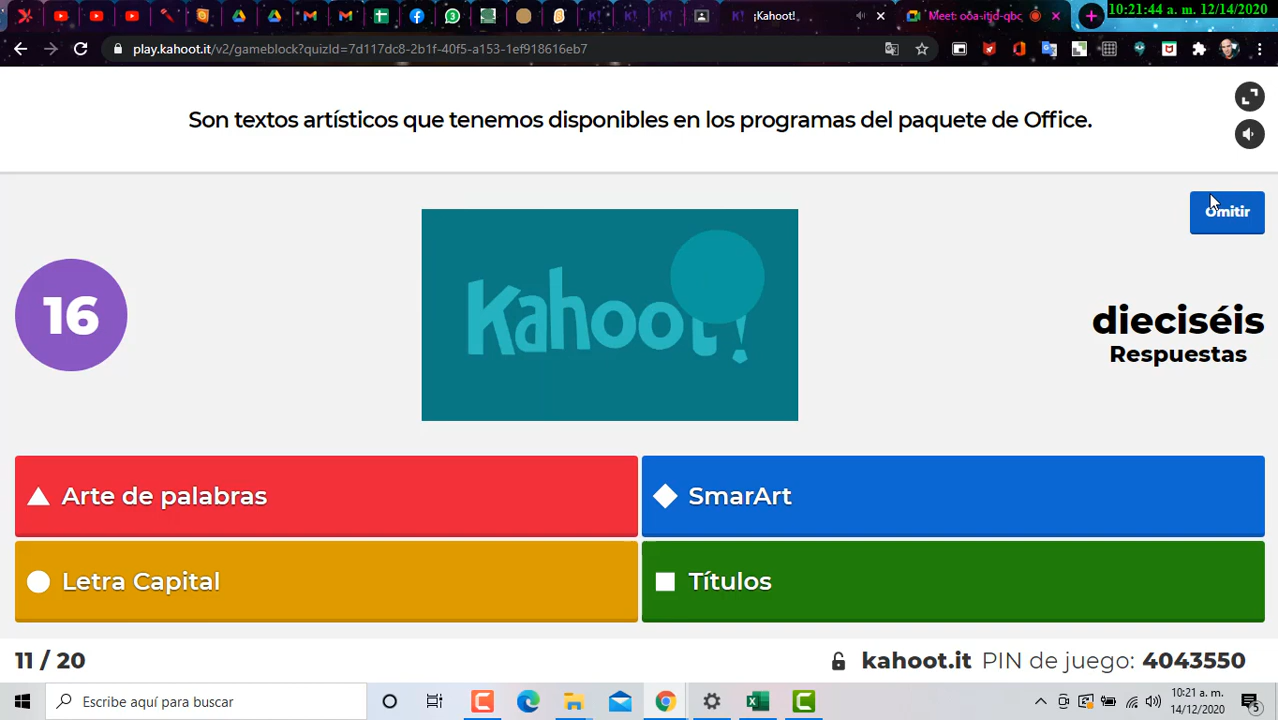 ¡Kahoot!
Meet: ooa-itjd-qbc
10:21:44 a. m. 12/14/2020
play.kahoot.it/v2/gameblock?quizId=7d117dc8-2b1f-40f5-a153-1ef918616eb7
Son textos artísticos que tenemos disponibles en los programas del paquete de Office.
Omitir
16
Kahoot!
dieciséis
Respuestas
Arte de palabras
SmarArt
Letra Capital
Títulos
11 / 20
kahoot.it PIN de juego: 4043550
Escribe aquí para buscar
10:21 a. m.
14/12/2020
5